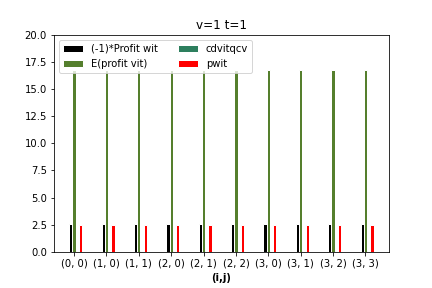 v=1 t=1
(-1)*Profit wit
E(profit vit)
cdvitqcv
pwit
20.0
17.5
15.0
12.5
10.0
7.5
5.0
2.5
0.0
(0, 0) (1, 0) (1, 1) (2, 0) (2, 1) (2, 2) (3, 0) (3, 1) (3, 2) (3, 3)
(i,j)